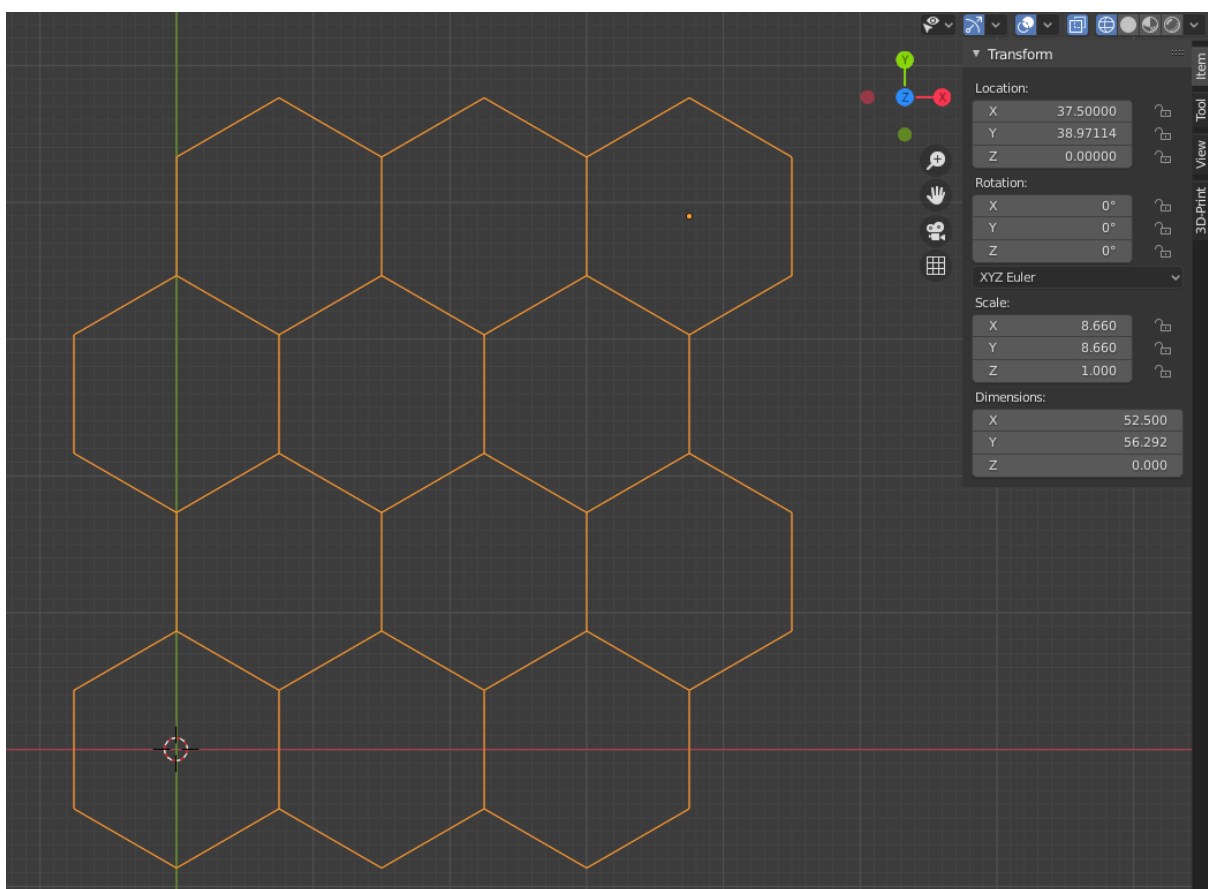 Transform
Y
Item
Location:
Z
X
X 37.50000
Tool
Y 38.97114
Z 0.00000
View
Rotation:
X 0°
3D-Print
Y 0°
Z 0°
XYZ Euler
Scale:
X 8.660
Y 8.660
Z 1.000
Dimensions:
X 52.500
Y 56.292
Z 0.000